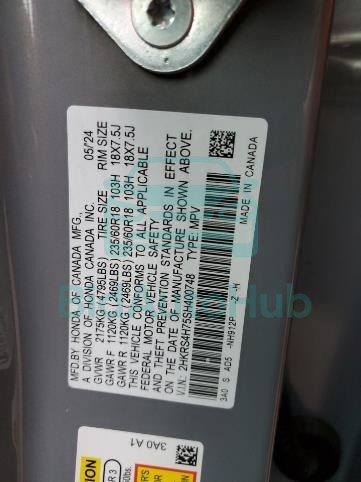 MFD.BY HONDA OF CANADA MFG., 05/24
A DIVISION OF HONDA CANADA INC.
GVWR 2175KG (4795LBS) TIRE SIZE RIM SIZE
GAWR F 1120KG (2469LBS) 235/60R18 103H 18X7.5J
GAWR R 1120KG (2469LBS) 235/60R18 103H 18X7.5J
THIS VEHICLE CONFORMS TO ALL APPLICABLE
FEDERAL MOTOR VEHICLE SAFETY
AND THEFT PREVENTION STANDARDS IN EFFECT
ON THE DATE OF MANUFACTURE SHOWN ABOVE.
V.I.N.: 2HKRS4H75SH400748 TYPE: MPV
3A0 S AD5 -NH912P -Z -H MADE IN CANADA
3A0 A1